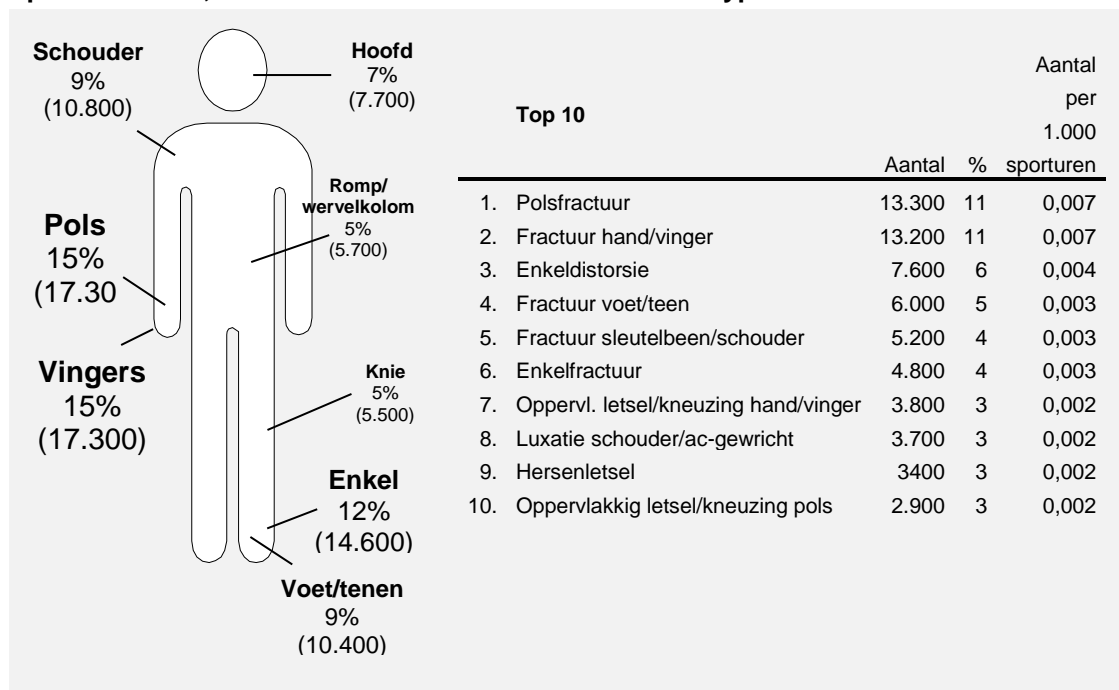 Schouder
9%
(10.800)
Hoofd
7%
(7.700)
Romp/
wervelkolom
5%
(5.700)
Pols
15%
(17.30
Vingers
15%
(17.300)
Knie
5%
(5.500)
Enkel
12%
(14.600)
Voet/tenen
9%
(10.400)
Aantal
per
Top 10
1.000
Aantal % sporturen
1. Polsfractuur 13.300 11 0,007
2. Fractuur hand/vinger 13.200 11 0,007
3. Enkeldistorsie 7.600 6 0,004
4. Fractuur voet/teen 6.000 5 0,003
5. Fractuur sleutelbeen/schouder 5.200 4 0,003
6. Enkelfractuur 4.800 4 0,003
7. Oppervl. letsel/kneuzing hand/vinger 3.800 3 0,002
8. Luxatie schouder/ac-gewricht 3.700 3 0,002
9. Hersenletsel 3400 3 0,002
10. Oppervlakkig letsel/kneuzing pols 2.900 3 0,002